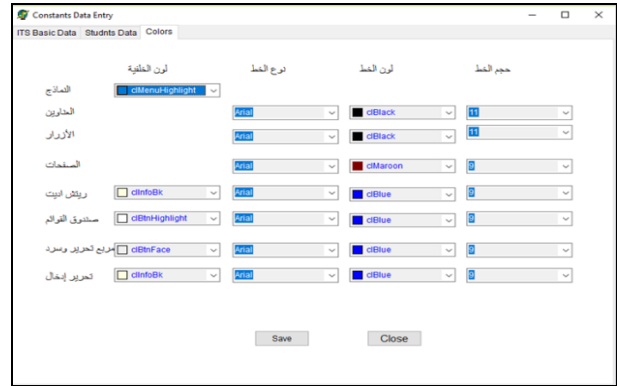 Constants Data Entry
ITS Basic Data Studnts Data Colors
لون الخلفية نوع الخط لون الخط حجم الخط
النماذج clMenuHighlight
العناوين Arial clBlack 11
الأزرار Arial clBlack 11
الصفحات Arial clMaroon 9
ريتش اديت clInfoBk Arial clBlue 9
صندوق القوائم clBtnHighlight Arial clBlue 9
مربع تحرير وسرد clBtnFace Arial clBlue 9
تحرير إدخال clInfoBk Arial clBlue 9
Save Close